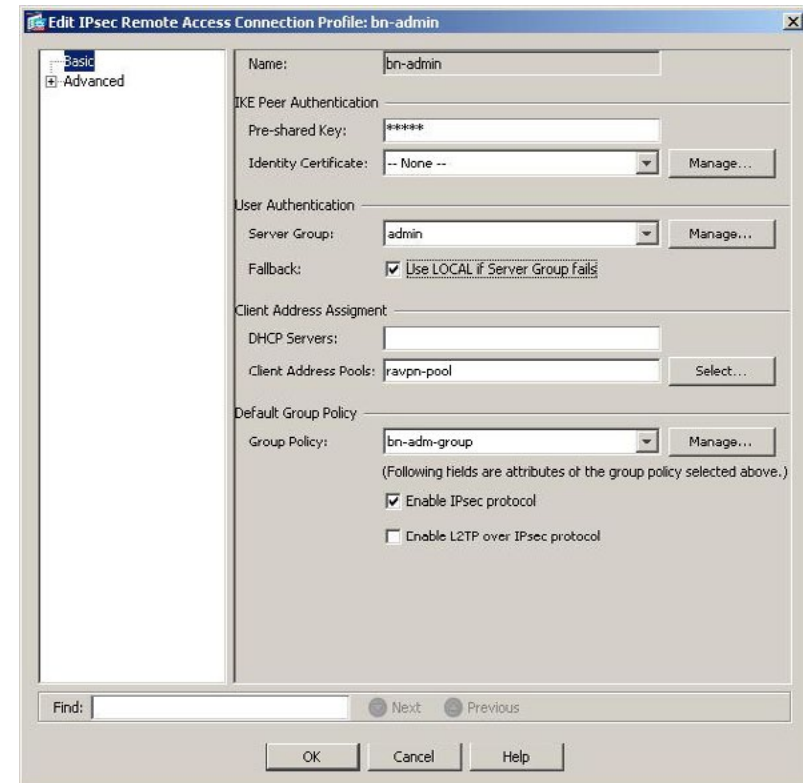 Edit IPsec Remote Access Connection Profile: bn-admin
Basic
Advanced
Name: bn-admin
IKE Peer Authentication
Pre-shared Key: *****
Identity Certificate: -- None -- Manage...
User Authentication
Server Group: admin Manage...
Fallback: Use LOCAL if Server Group fails
Client Address Assigment
DHCP Servers:
Client Address Pools: ravpn-pool Select...
Default Group Policy
Group Policy: bn-adm-group Manage...
(Following fields are attributes of the group policy selected above.)
Enable IPsec protocol
Enable L2TP over IPsec protocol
Find: Next Previous
OK Cancel Help